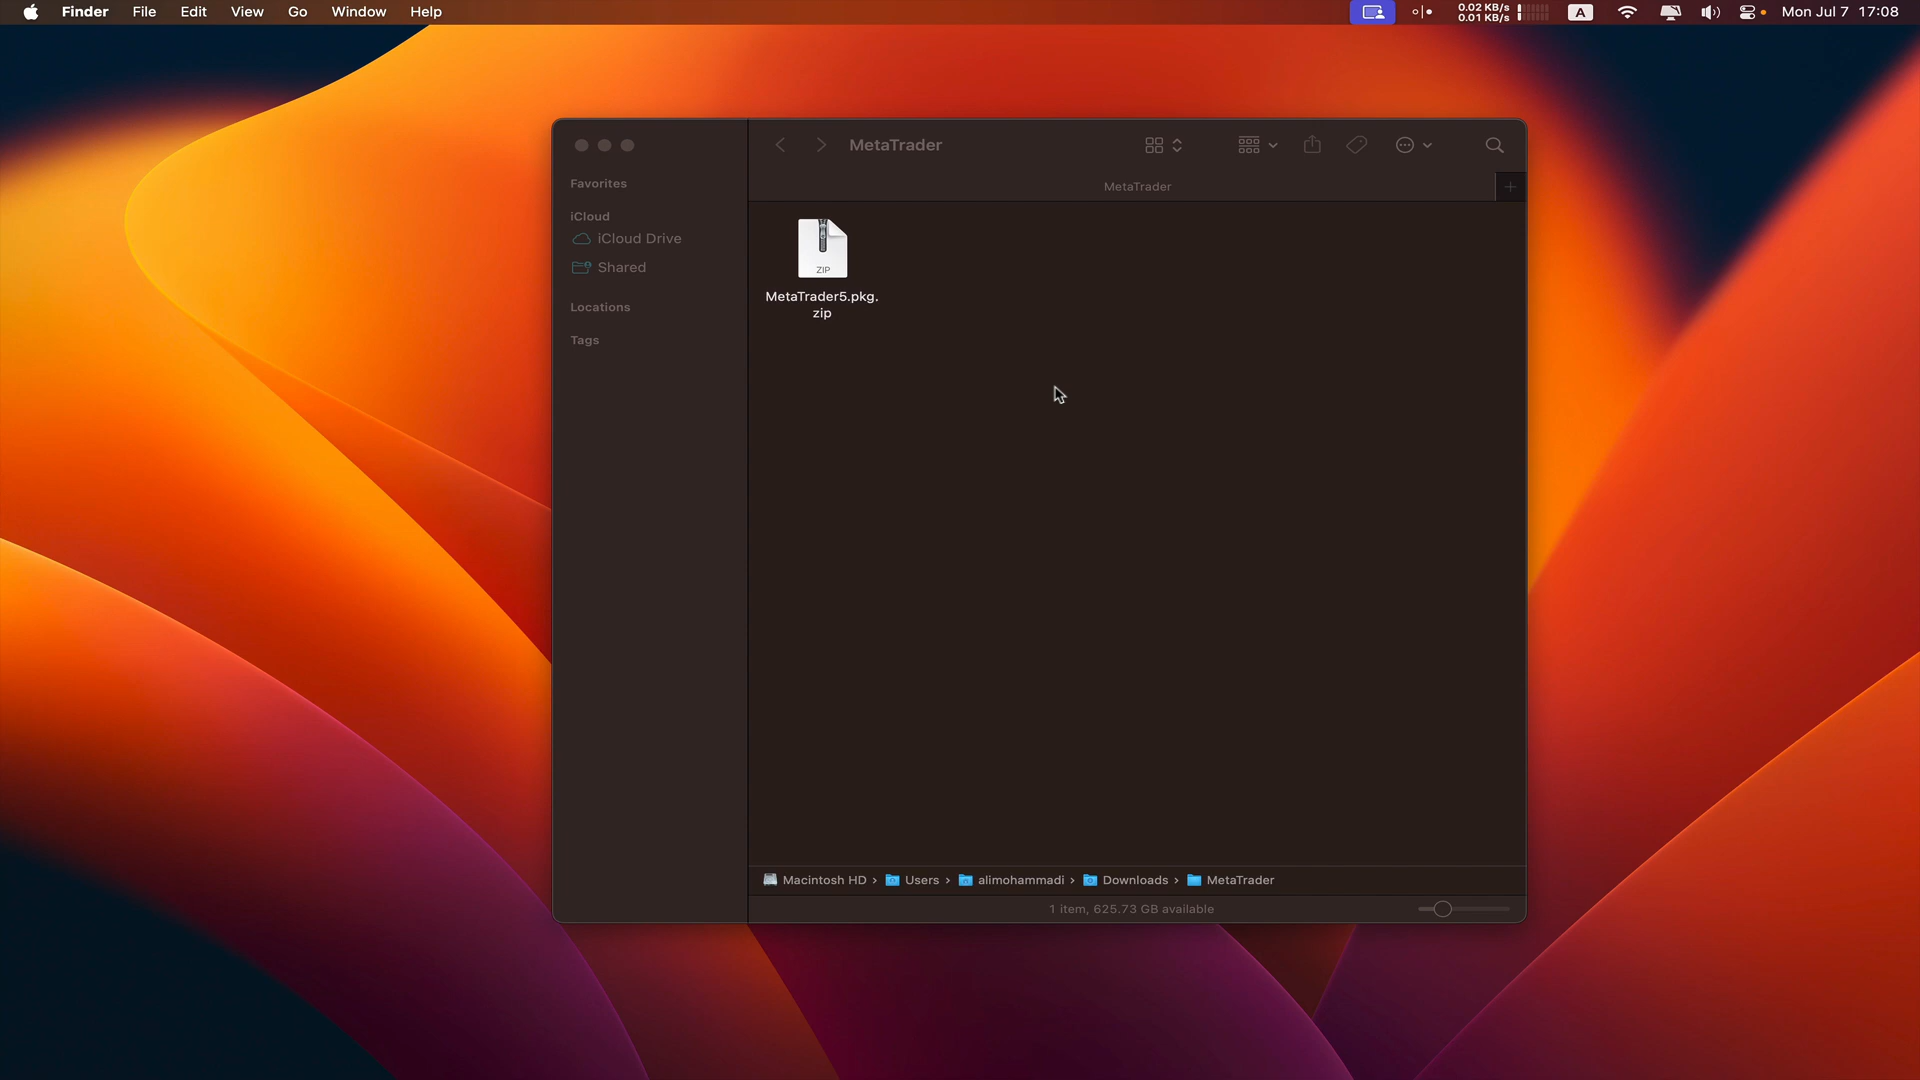 Finder File Edit View Go Window Help
0.02 KB/s
0.01 KB/s
A
Mon Jul 7 17:08
MetaTrader
Favorites
MetaTrader
iCloud
iCloud Drive
Shared
ZIP
MetaTrader5.pkg.
zip
Locations
Tags
Macintosh HD › Users › alimohammadi › Downloads › MetaTrader
1 item, 625.73 GB available